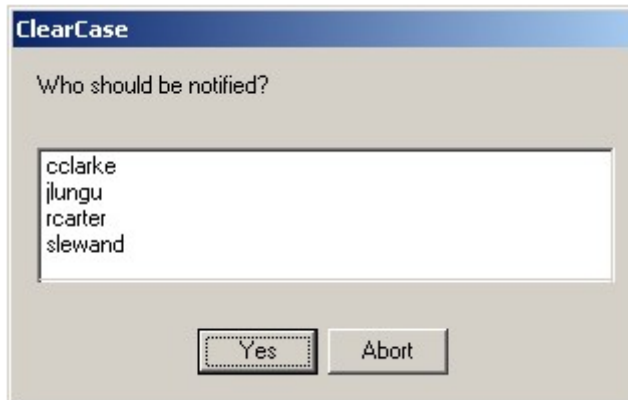 ClearCase
Who should be notified?
cclarke
jlungu
rcarter
slewand
Yes Abort